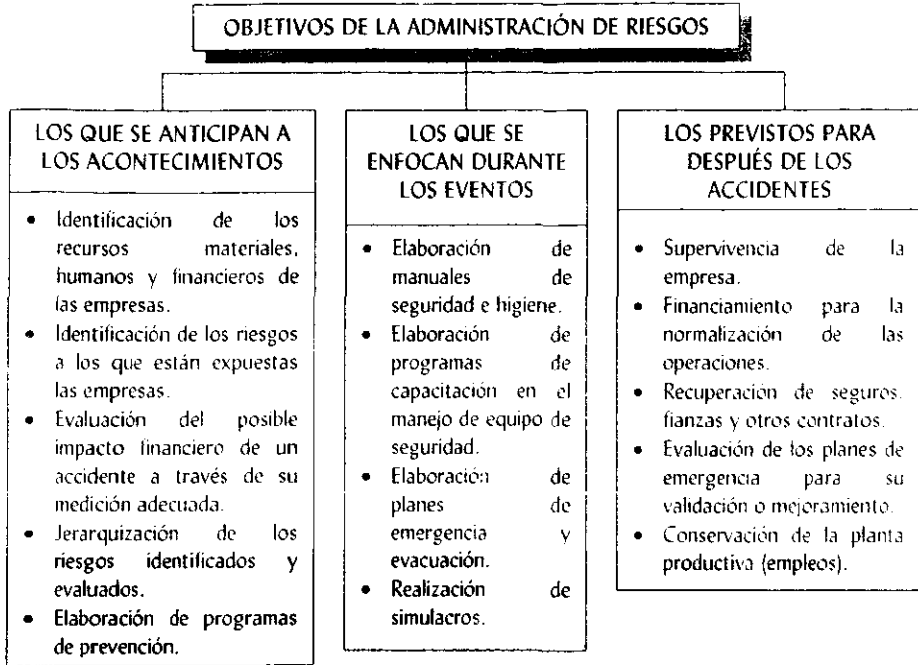 OBJETIVOS DE LA ADMINISTRACIÓN DE RIESGOS
LOS QUE SE ANTICIPAN A
LOS ACONTECIMIENTOS
• Identificación de los
recursos materiales,
humanos y financieros de
las empresas.
• Identificación de los riesgos
a los que están expuestas
las empresas.
• Evaluación del posible
impacto financiero de un
accidente a través de su
medición adecuada.
• Jerarquización de los
riesgos identificados y
evaluados.
• Elaboración de programas
de prevención.
LOS QUE SE
ENFOCAN DURANTE
LOS EVENTOS
• Elaboración de
manuales de
seguridad e higiene.
• Elaboración de
programas de
capacitación en el
manejo de equipo de
seguridad.
• Elaboración de
planes de
emergencia y
evacuación.
• Realización de
simulacros.
LOS PREVISTOS PARA
DESPUÉS DE LOS
ACCIDENTES
• Supervivencia de la
empresa.
• Financiamiento para la
normalización de las
operaciones.
• Recuperación de seguros,
fianzas y otros contratos.
• Evaluación de los planes de
emergencia para su
validación o mejoramiento.
• Conservación de la planta
productiva (empleos).